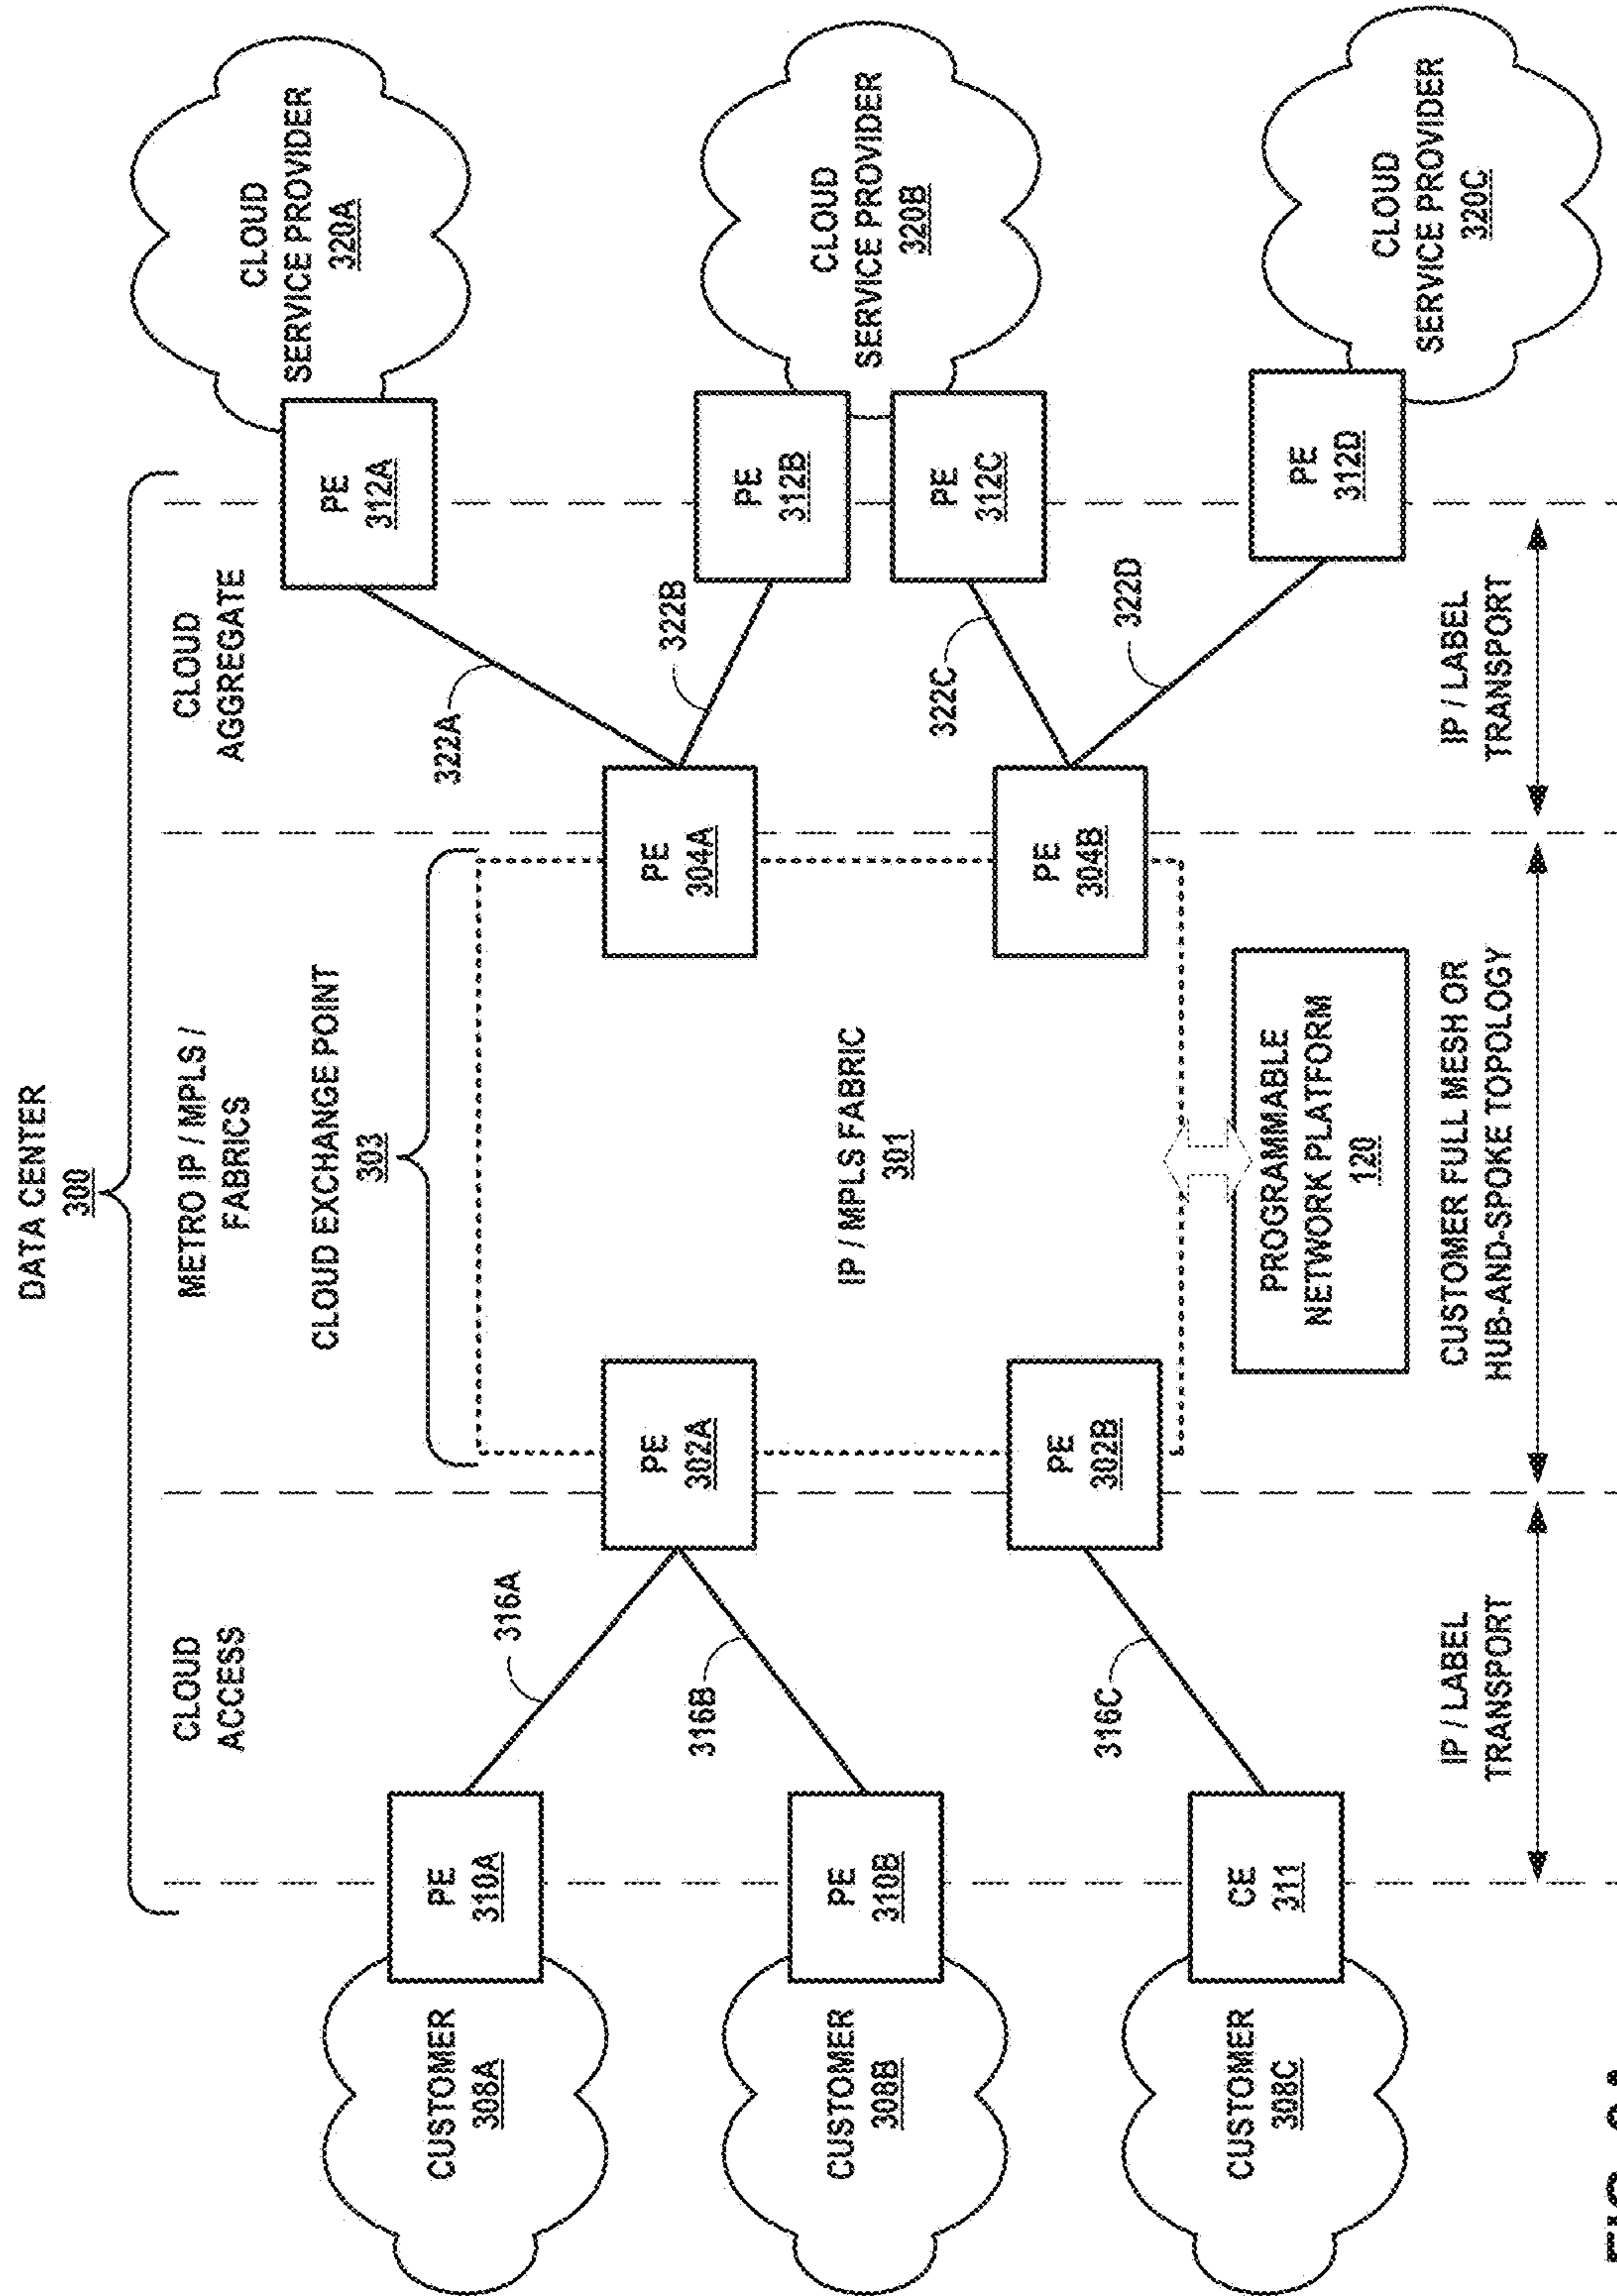 DATA CENTER
300
CLOUD
ACCESS
METRO IP / MPLS /
FABRICS
CLOUD
AGGREGATE
CLOUD EXCHANGE POINT
303
CUSTOMER
308A
PE
310A
316A
PE
302A
PE
304A
322A
PE
312A
CLOUD
SERVICE PROVIDER
320A
CUSTOMER
308B
PE
310B
316B
IP / MPLS FABRIC
301
322B
PE
312B
CLOUD
SERVICE PROVIDER
320B
PE
312C
322C
CUSTOMER
308C
CE
311
316C
PE
302B
PE
304B
322D
PE
312D
CLOUD
SERVICE PROVIDER
320C
PROGRAMMABLE
NETWORK PLATFORM
120
IP / LABEL
TRANSPORT
CUSTOMER FULL MESH OR
HUB-AND-SPOKE TOPOLOGY
IP / LABEL
TRANSPORT